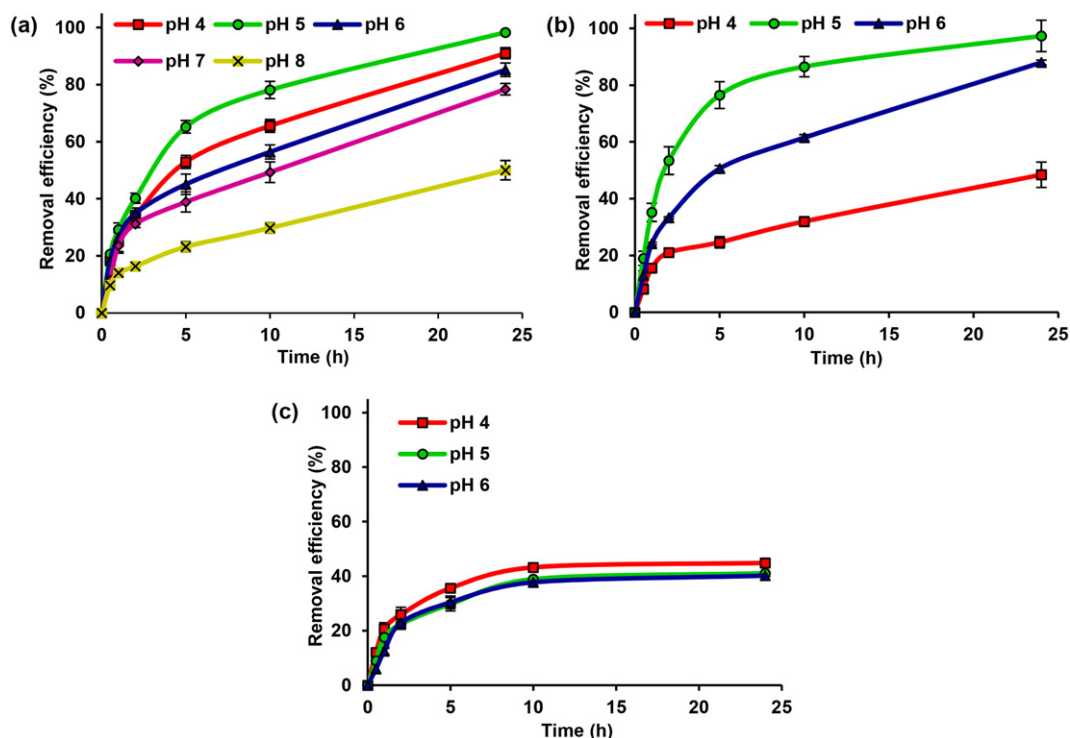 (a)
pH 4 pH 5 pH 6
pH 7 pH 8
Removal efficiency (%)
100
80
60
40
20
0
0 5 10 15 20 25
Time (h)
(b)
pH 4 pH 5 pH 6
Removal efficiency (%)
100
80
60
40
20
0
0 5 10 15 20 25
Time (h)
(c)
pH 4
pH 5
pH 6
Removal efficiency (%)
100
80
60
40
20
0
0 5 10 15 20 25
Time (h)